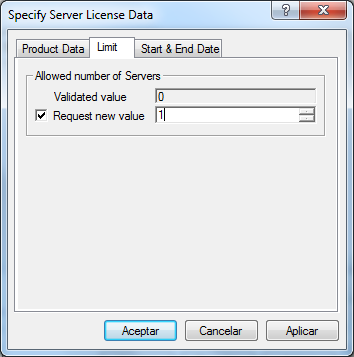 Specify Server License Data
Product Data Limit Start & End Date
Allowed number of Servers
Validated value 0
Request new value 1
Aceptar Cancelar Aplicar